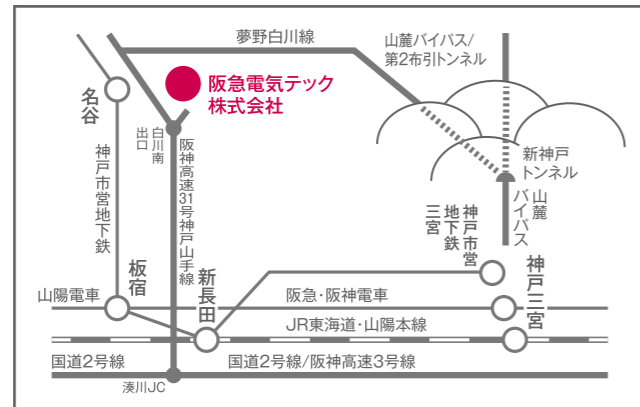 夢野白川線
山麓バイパス/
第2布引トンネル
阪急電気テック
株式会社
名谷
白川南
出口
新神戸
トンネル
神戸市営地下鉄
阪神高速31号神戸山手線
山麓
バイパス
神戸市営
地下鉄
三宮
板宿
新長田
神戸三宮
山陽電車
阪急・阪神電車
JR東海道・山陽本線
国道2号線
国道2号線/阪神高速3号線
湊川JC